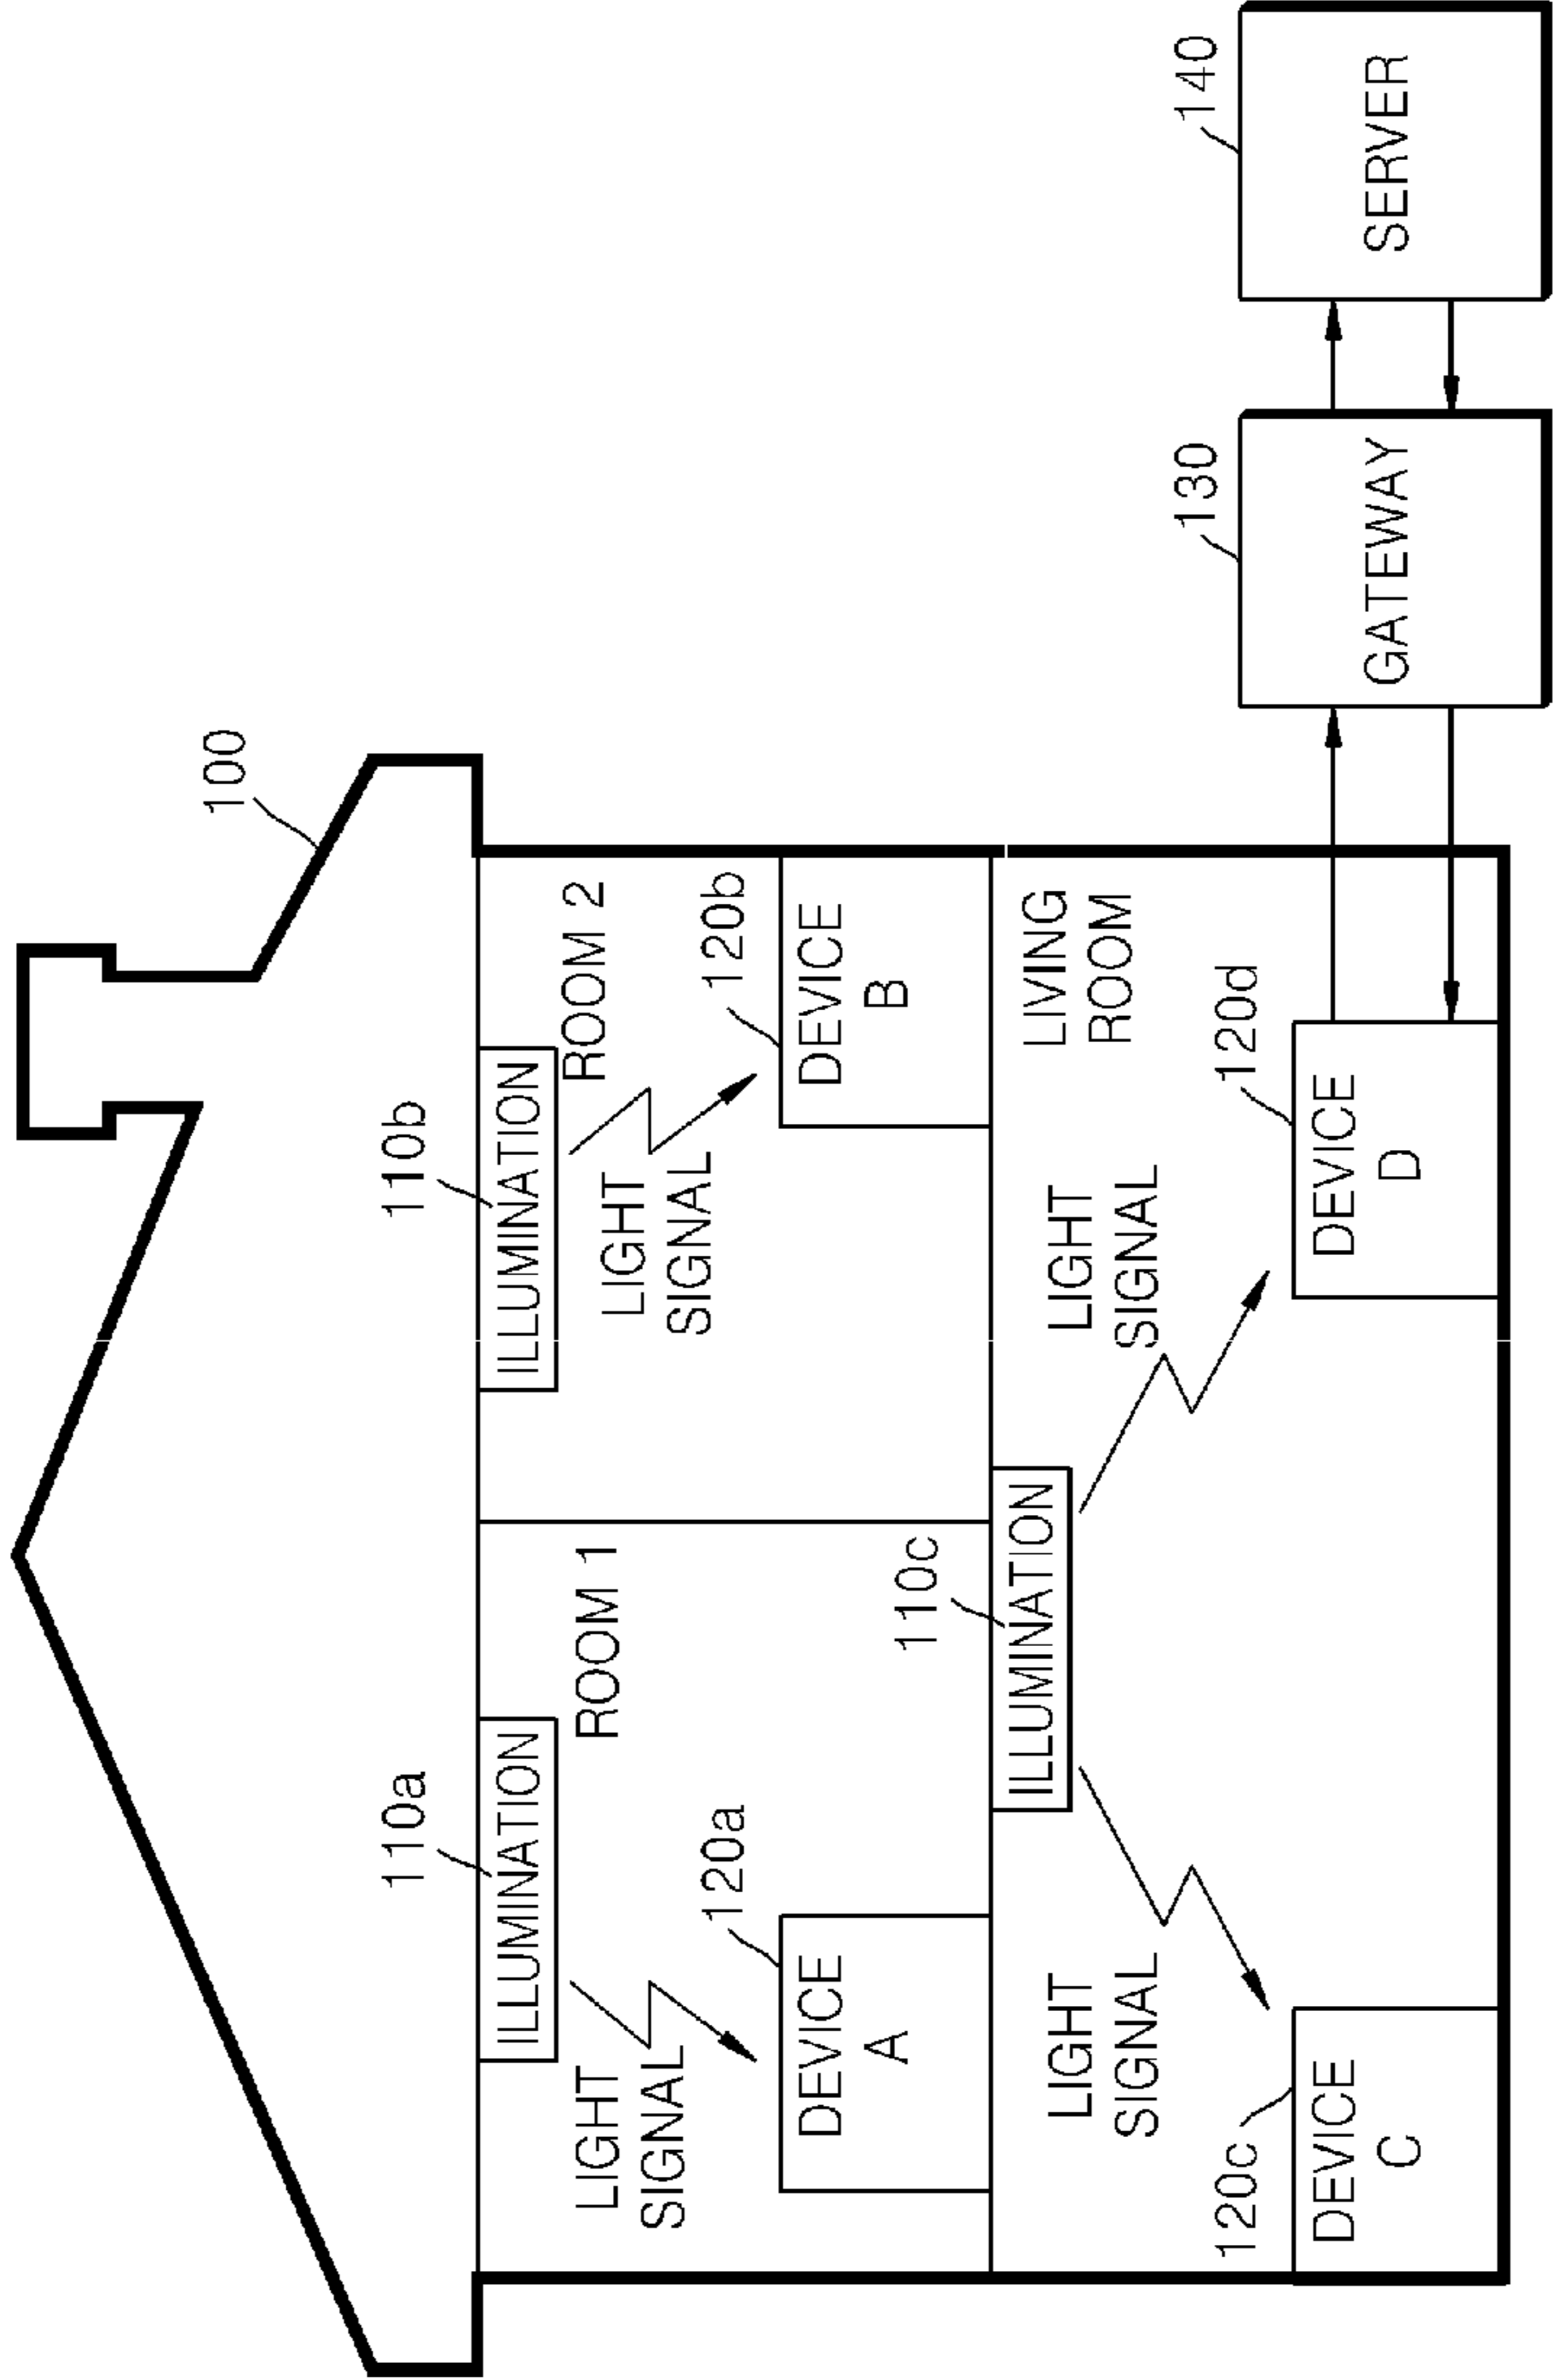 100
110a
110b
ILLUMINATION
ILLUMINATION
ROOM 1
ROOM 2
LIGHT
SIGNAL
LIGHT
SIGNAL
120a
120b
DEVICE
A
DEVICE
B
110c
ILLUMINATION
LIVING
ROOM
LIGHT
SIGNAL
LIGHT
SIGNAL
120c
120d
DEVICE
C
DEVICE
D
130
GATEWAY
140
SERVER